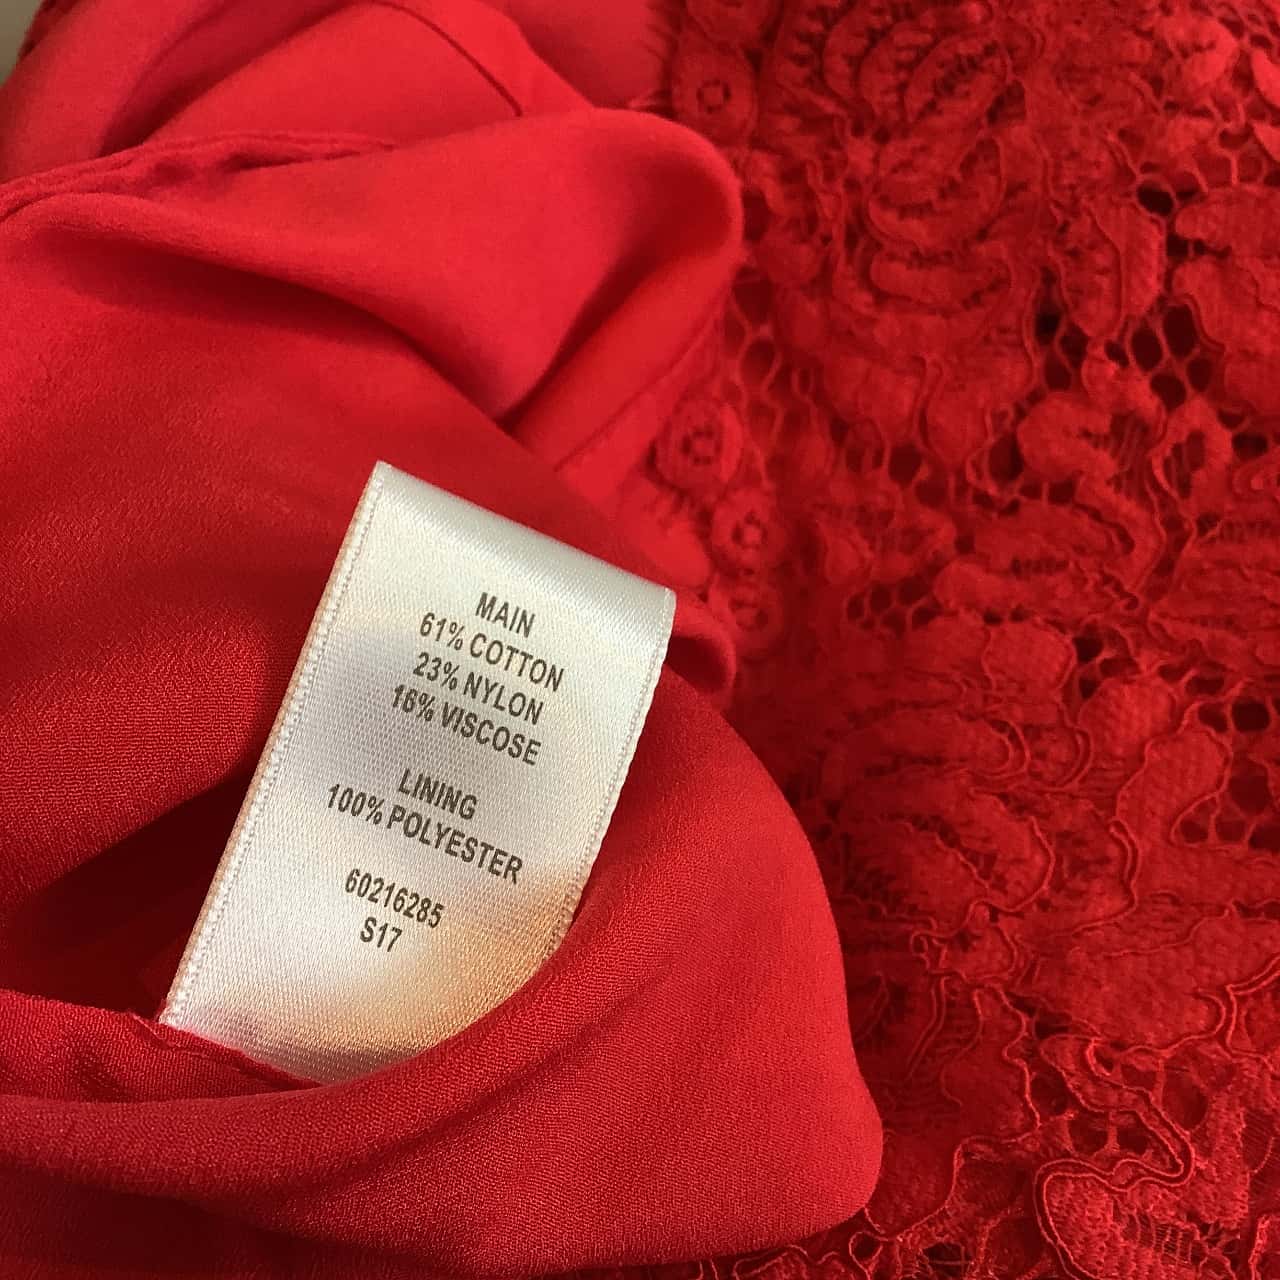 MAIN
61% COTTON
23% NYLON
16% VISCOSE
LINING
100% POLYESTER
60216285
S17